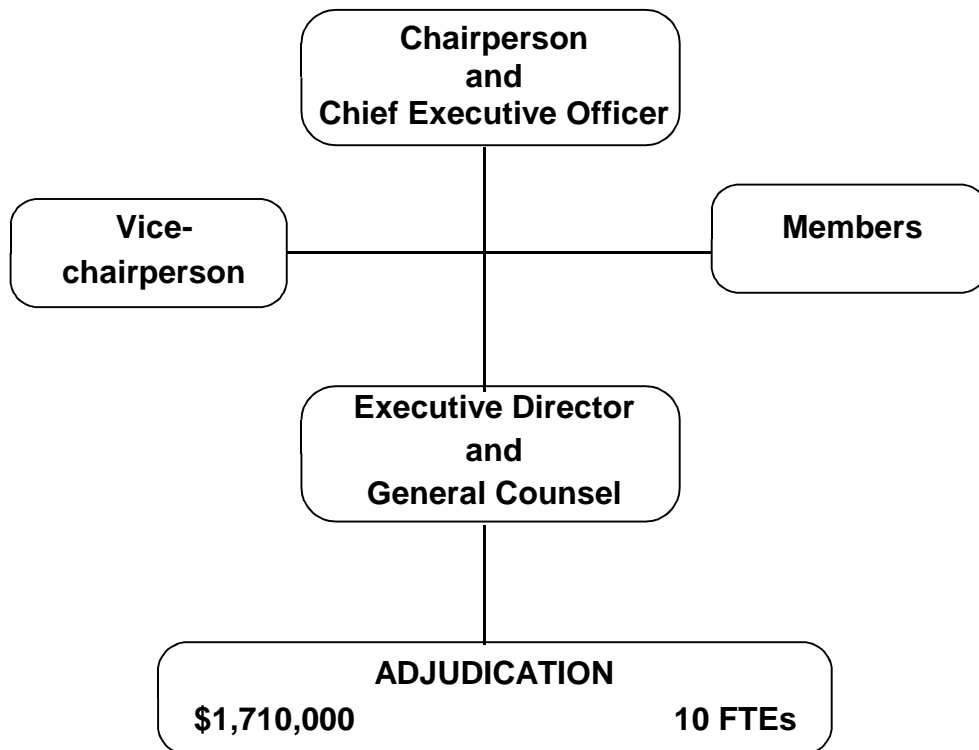 Chairperson
and
Chief Executive Officer
Vice-
chairperson
Members
Executive Director
and
General Counsel
ADJUDICATION
$1,710,000 10 FTEs